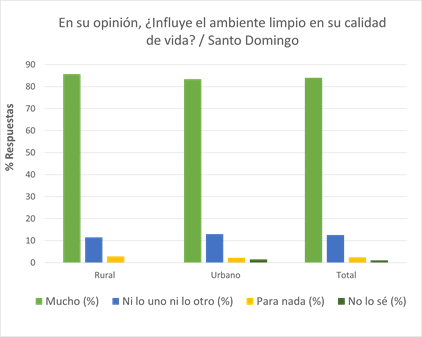 En su opinión, ¿Influye el ambiente limpio en su calidad
de vida? / Santo Domingo
% Respuestas
90
80
70
60
50
40
30
20
10
0
Rural Urbano Total
Mucho (%) Ni lo uno ni lo otro (%) Para nada (%) No lo sé (%)